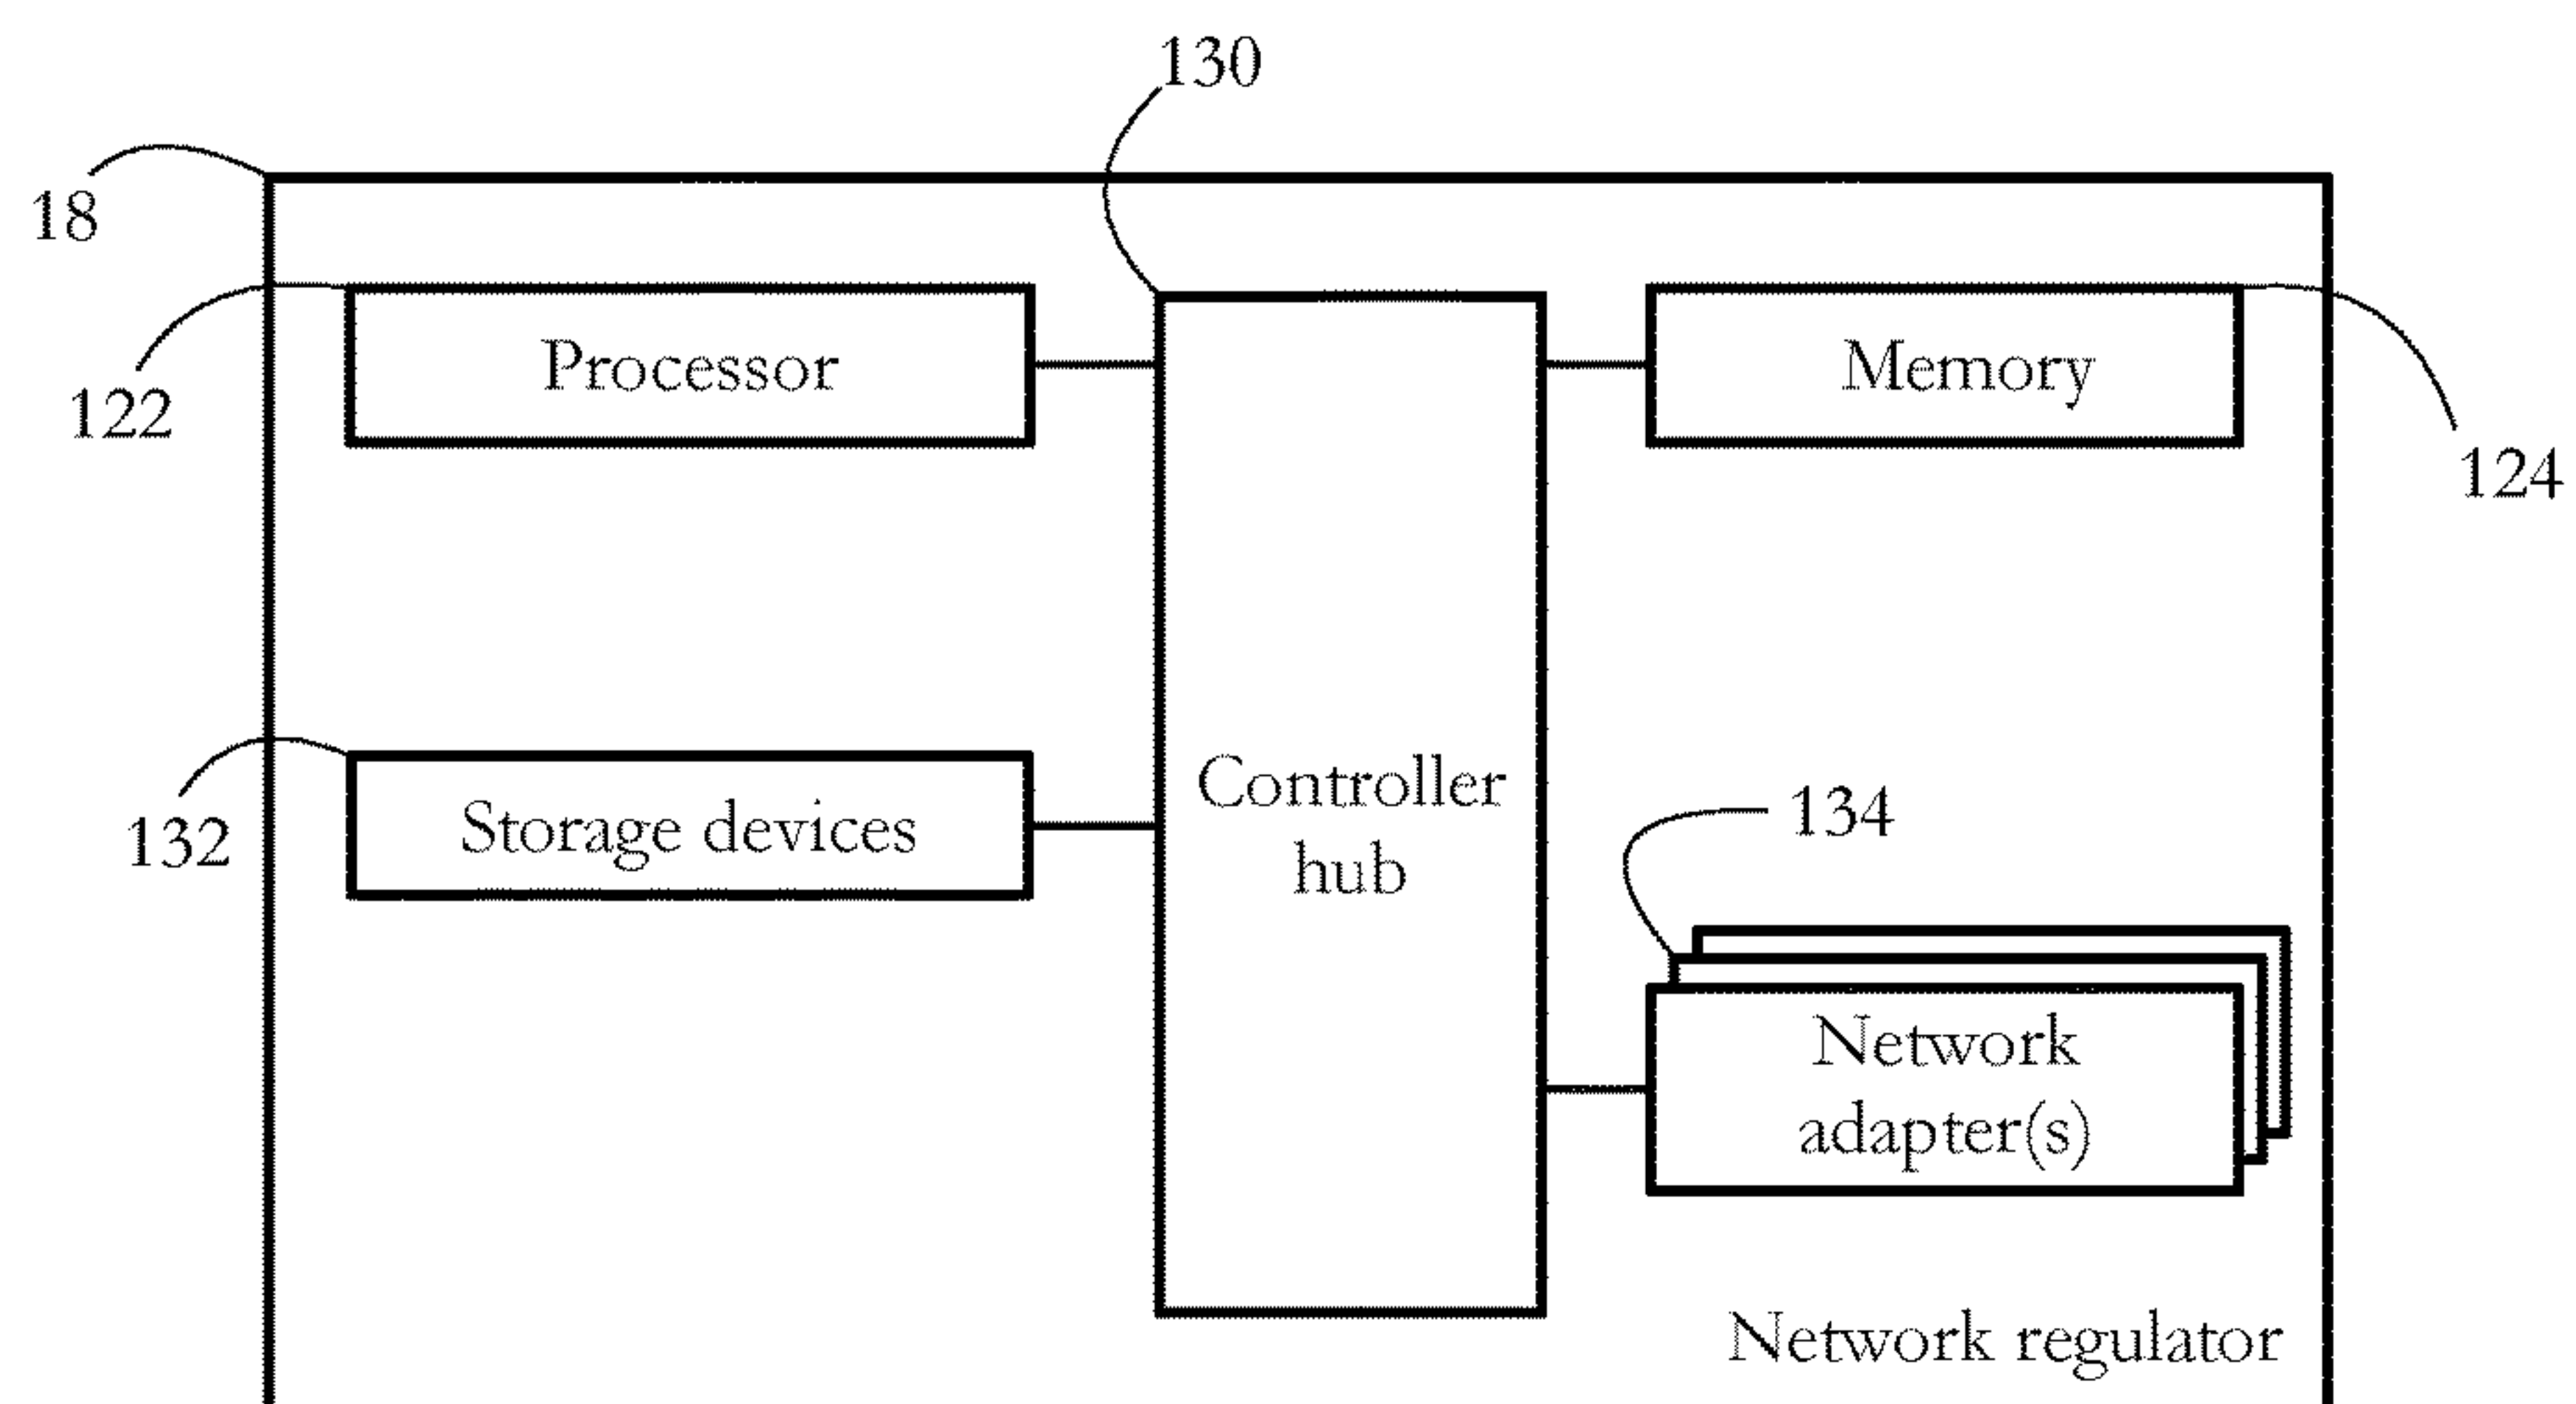 130
18
Processor
Memory
122
124
Storage devices
132
Controller
hub
134
Network
adapter(s)
Network regulator